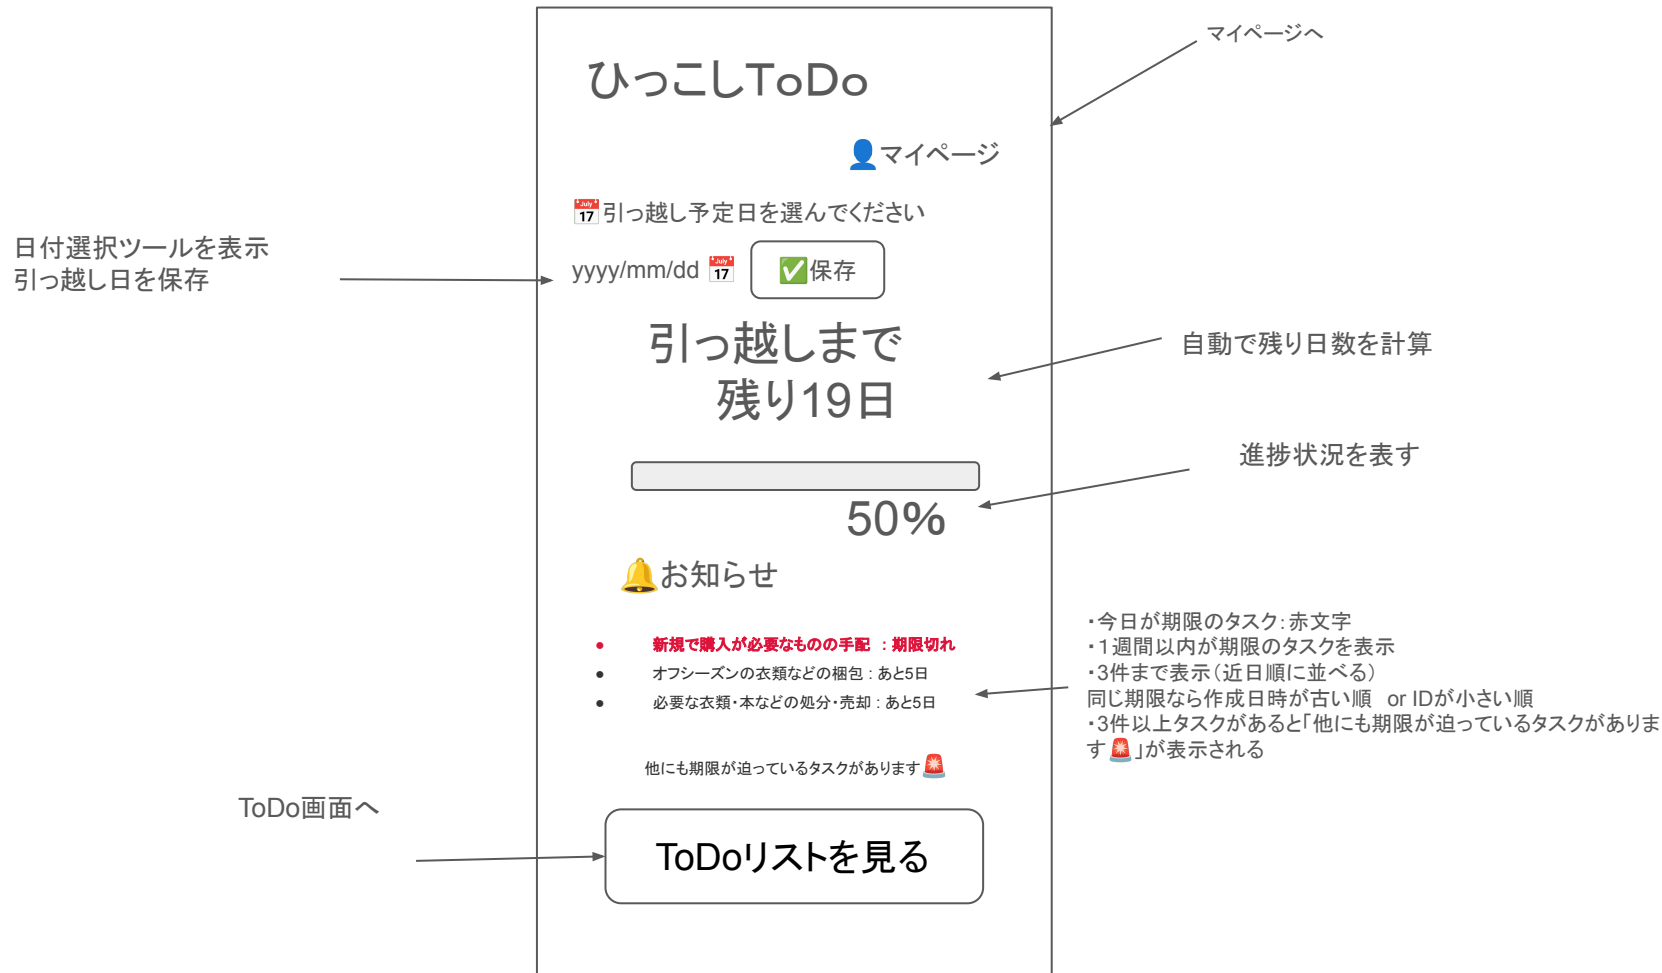 マイページへ
ひっこしToDo
👤マイページ
📅引っ越し予定日を選んでください
日付選択ツールを表示
引っ越し日を保存
yyyy/mm/dd 📅
✅保存
引っ越しまで
残り19日
自動で残り日数を計算
進捗状況を表す
50%
🔔お知らせ
● 新規で購入が必要なものの手配 : 期限切れ
● オフシーズンの衣類などの梱包 : あと5日
● 必要な衣類・本などの処分・売却 : あと5日
・今日が期限のタスク: 赤文字
・1週間以内が期限のタスクを表示
・3件まで表示(近日順に並べる)
同じ期限なら作成日時が古い順 or IDが小さい順
・3件以上タスクがあると「他にも期限が迫っているタスクがありま
す🚨」が表示される
他にも期限が迫っているタスクがあります🚨
ToDo画面へ
ToDoリストを見る